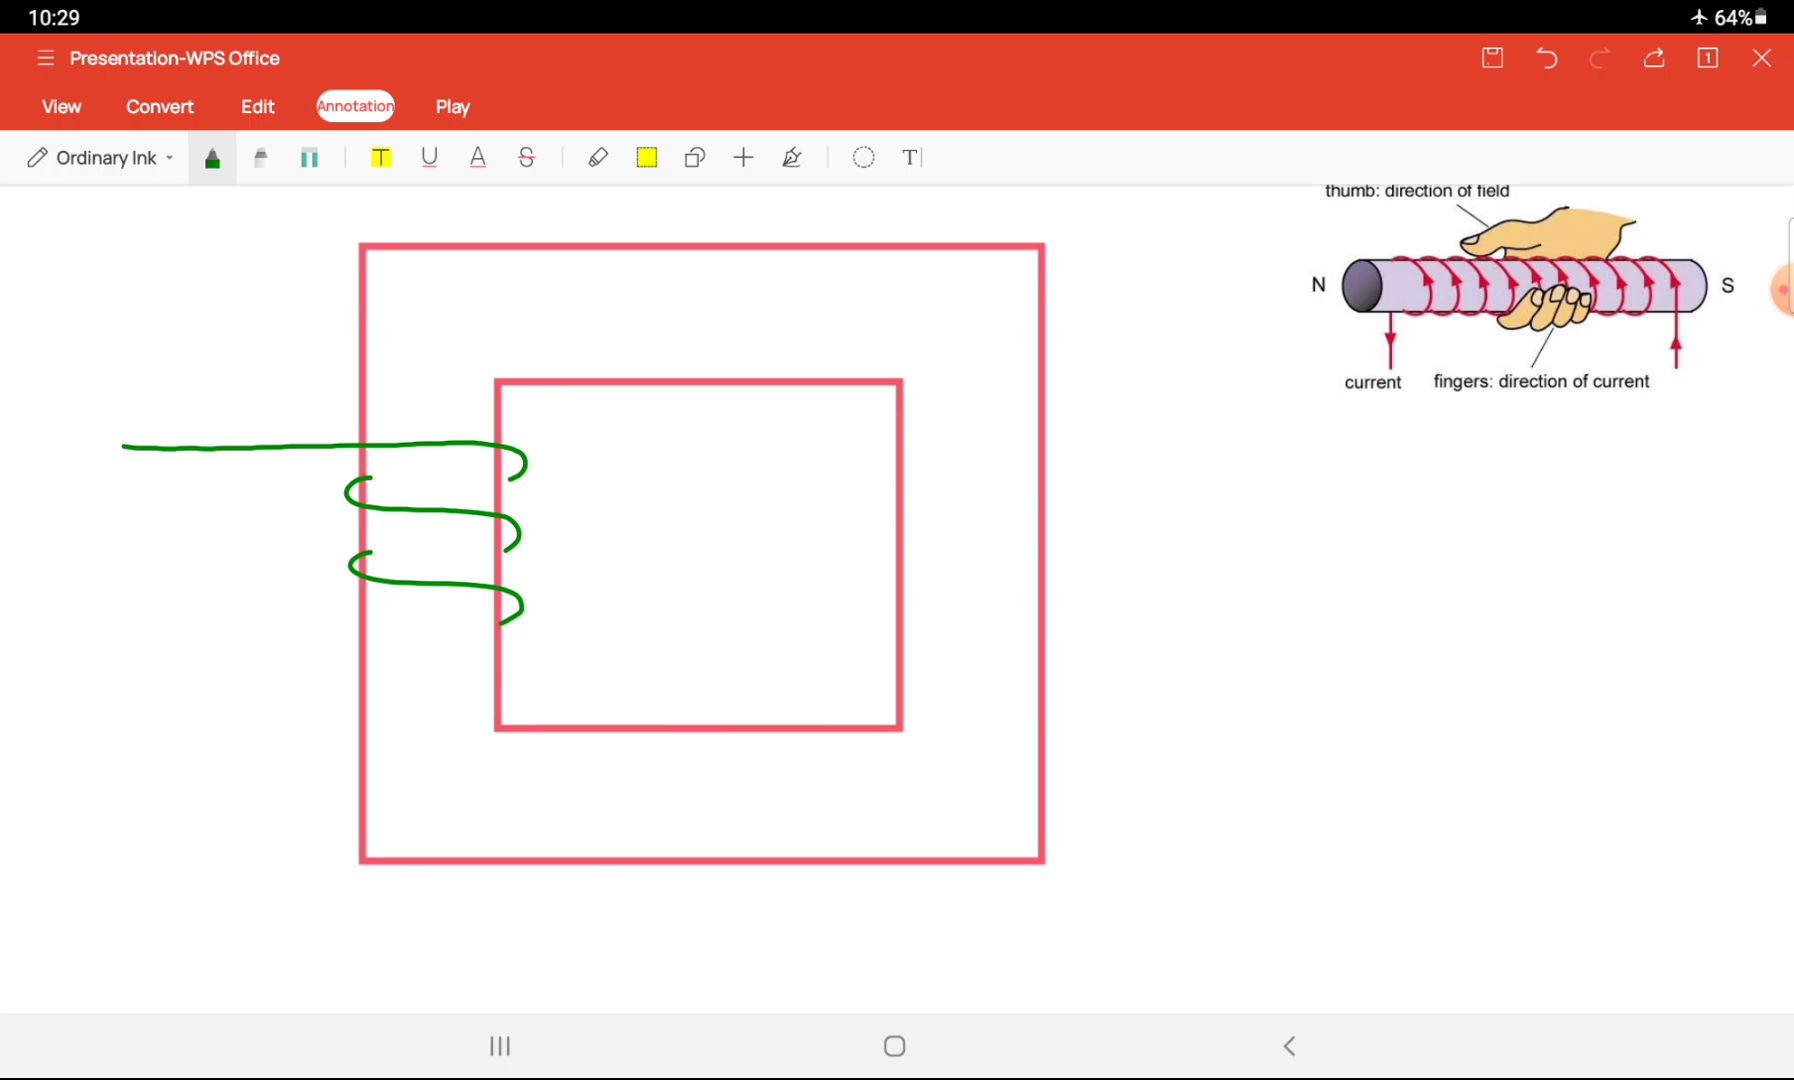 10:29
64%
Presentation-WPS Office
1
View Convert Edit Annotation Play
Ordinary Ink T U A S T
thumb: direction of field
N S
current fingers: direction of current